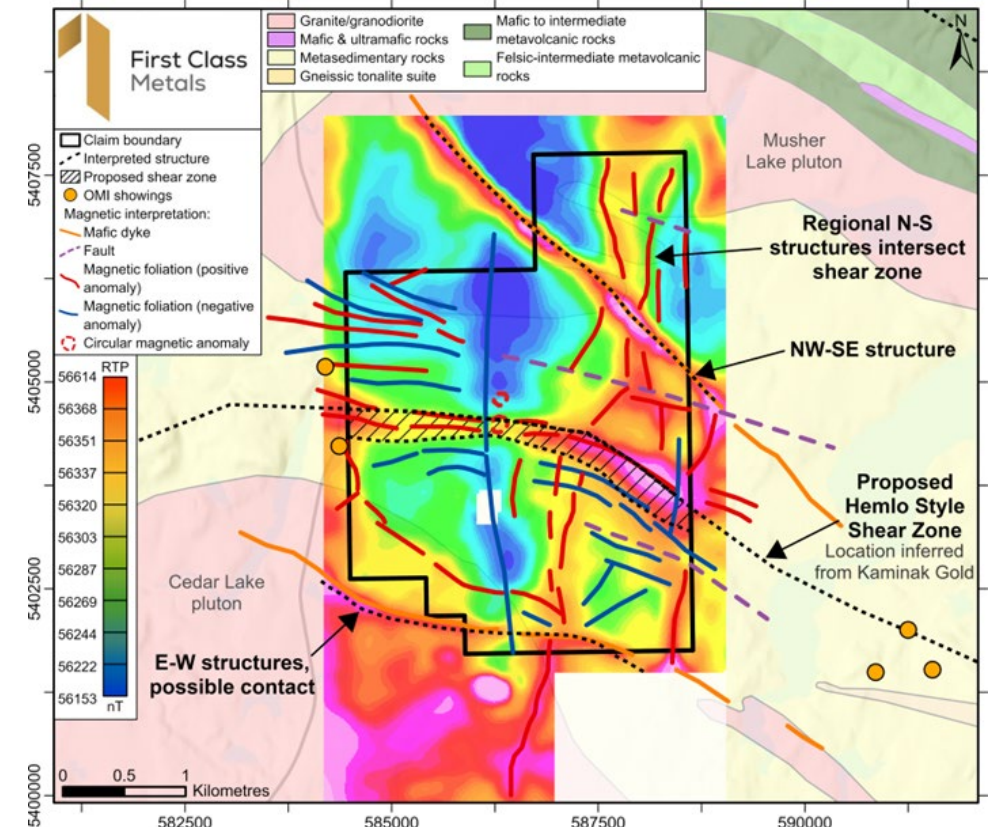 First Class
Metals
Granite/granodiorite
Mafic & ultramafic rocks
Metasedimentary rocks
Gneissic tonalite suite
Mafic to intermediate
metavolcanic rocks
Felsic-intermediate metavolcanic
rocks
N
Claim boundary
Interpreted structure
Proposed shear zone
OMI showings
Magnetic interpretation:
Mafic dyke
Fault
Magnetic foliation (positive
anomaly)
Magnetic foliation (negative
anomaly)
Circular magnetic anomaly
RTP
56614
56368
56351
56337
56320
56303
56287
56269
56244
56222
56153
nT
Musher
Lake pluton
Regional N-S
structures intersect
shear zone
NW-SE structure
Proposed
Hemlo Style
Shear Zone
Location inferred
from Kaminak Gold
Cedar Lake
pluton
E-W structures,
possible contact
0 0.5 1
Kilometres
5407500
5405000
5402500
5400000
582500 585000 587500 590000